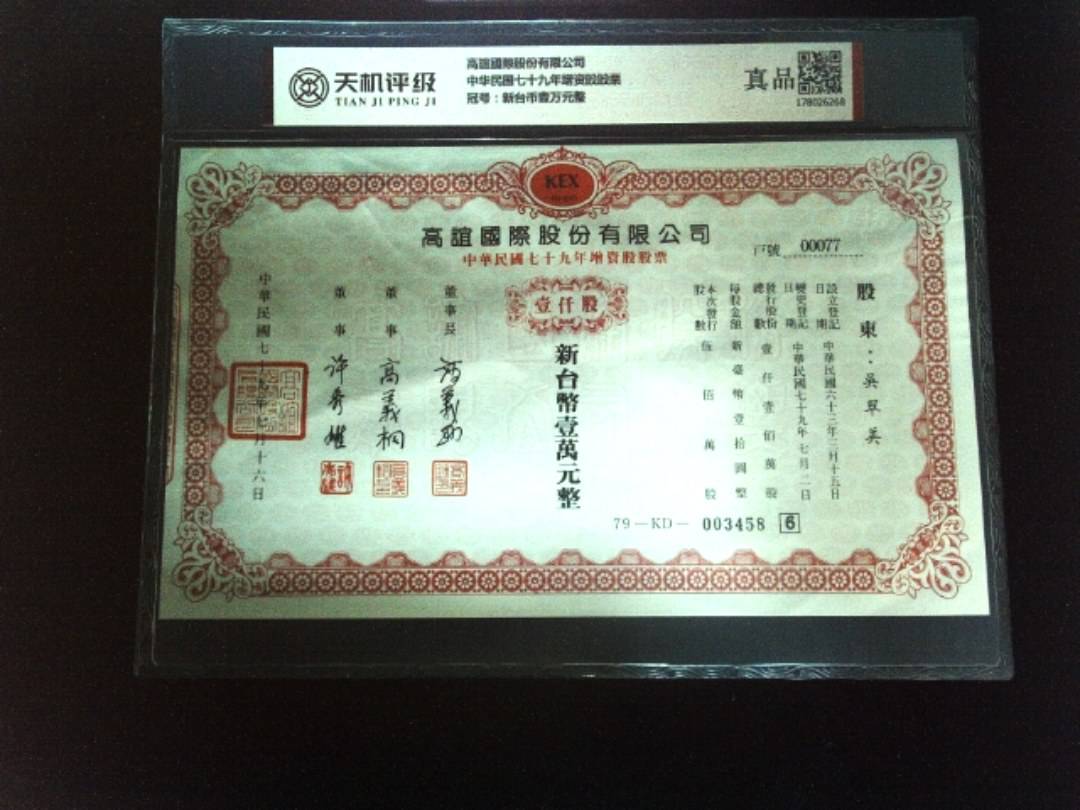 天机评级
TIAN JI PING JI
高誼國際股份有限公司
中华民国七十九年增资股股票
冠号：新台币壹万元整
真品
178026268
KEX
高誼國際股份有限公司
中華民國七十九年增資股股票
戶號 00077
股東：吳翠英
設立登記日期 中華民國六十三年三月十五日
變更登記日期 中華民國七十九年七月二日
發行股份總數 壹仟壹佰萬股
每股金額 新臺幣壹拾圓整
本次發行股數 伍佰萬股
壹仟股
新台幣壹萬元整
董事長
董事 高義桐
董事 許秀雄
中華民國七十九年七月十六日
79—KD—003458 6